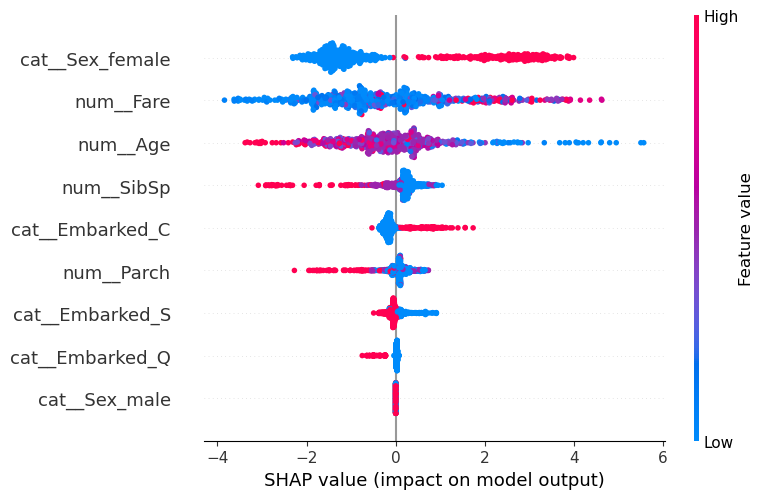 High
cat__Sex_female
num__Fare
num__Age
num__SibSp
cat__Embarked_C
num__Parch
cat__Embarked_S
cat__Embarked_Q
cat__Sex_male
Feature value
Low
−4 −2 0 2 4 6
SHAP value (impact on model output)